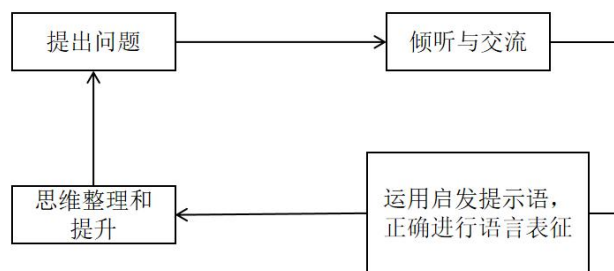 提出问题
倾听与交流
思维整理和
提升
运用启发提示语，
正确进行语言表征